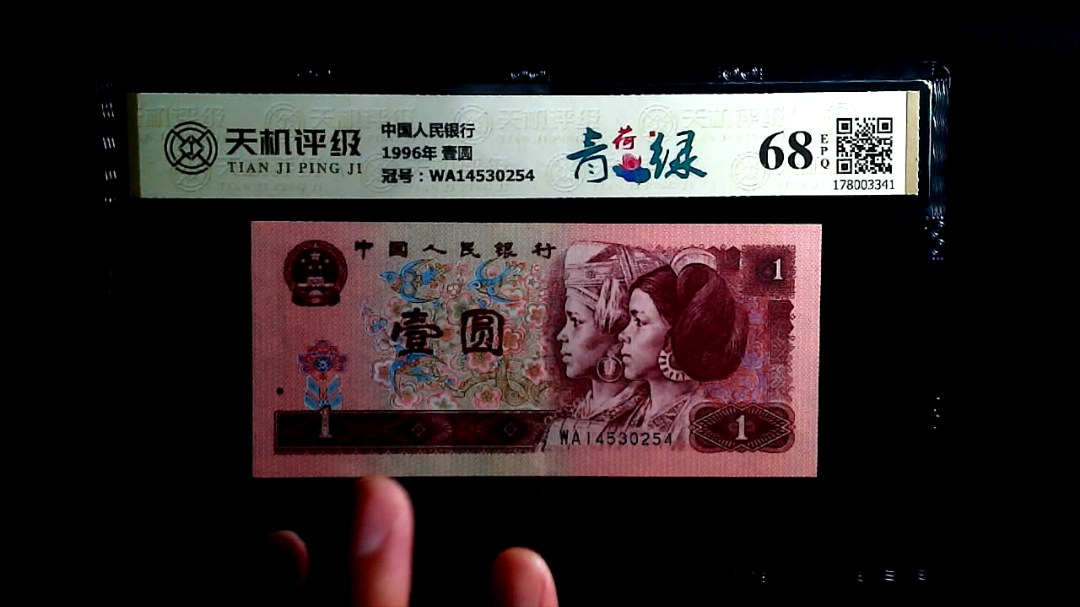 天机评级
TIAN JI PING JI
中国人民银行
1996年 壹圆
冠号：WA14530254
青荷绿
68
EPQ
178003341
中国人民银行
1
壹圆
1
WA14530254
1